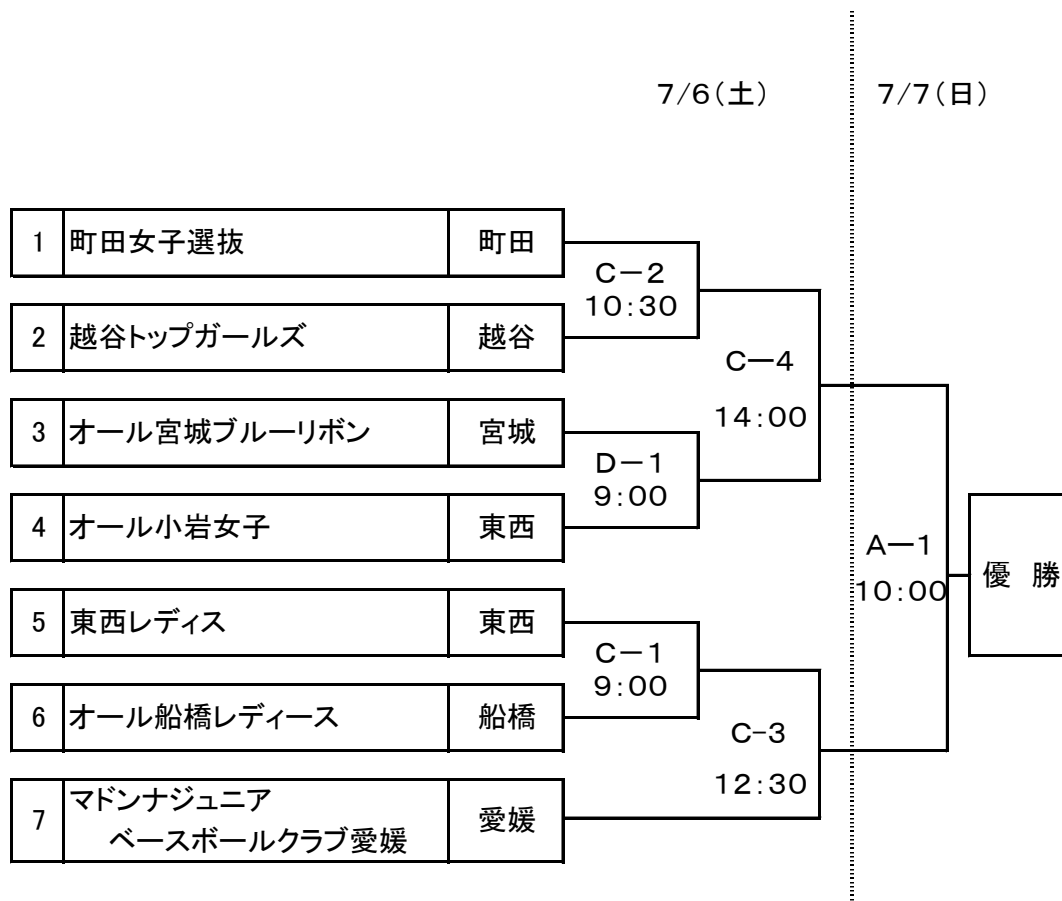 7/6(土)
7/7(日)
1 町田女子選抜 町田
C－2
10:30
2 越谷トップガールズ 越谷
C－4
14:00
3 オール宮城ブルーリボン 宮城
D－1
9:00
4 オール小岩女子 東西
A－1
10:00
優 勝
5 東西レディス 東西
C－1
9:00
6 オール船橋レディース 船橋
C-3
12:30
7 マドンナジュニア
ベースボールクラブ愛媛 愛媛